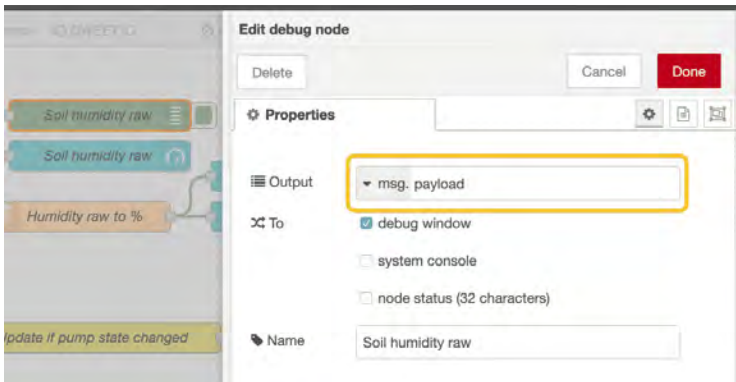 Edit debug node
Delete
Cancel
Done
Properties
Soil humidity raw
Soil humidity raw
Output
msg. payload
Humidity raw to %
To
debug window
system console
node status (32 characters)
Update if pump state changed
Name
Soil humidity raw